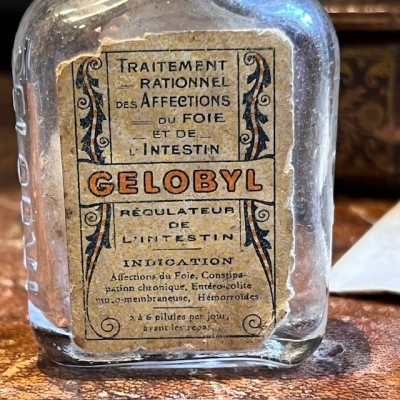 TRAITEMENT
RATIONNEL
DES AFFECTIONS
DU FOIE
ET DE
L'INTESTIN
GELOBYL
RÉGULATEUR
DE
L'INTESTIN
INDICATION
Affections du Foie, Constipa-
pation chronique, Entéro-colite
muco-membraneuse, Hémorroïdes.
2 à 6 pilules par jour,
avant les repas.